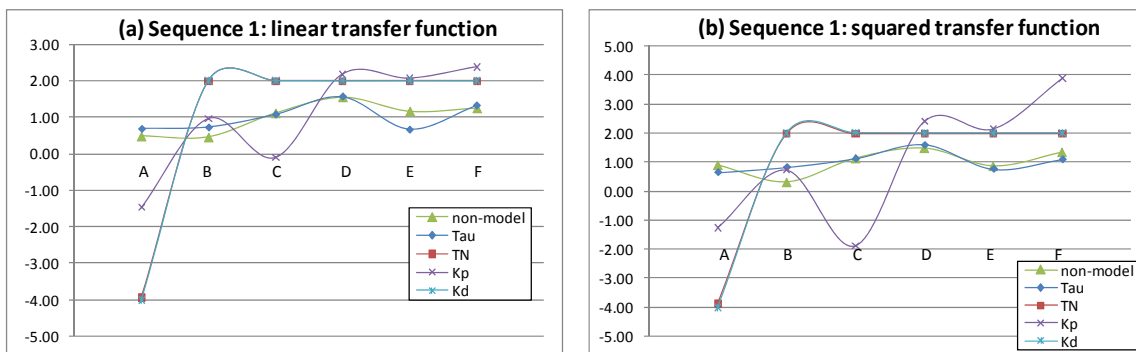 (a) Sequence 1: linear transfer function
3.00
2.00
1.00
0.00
-1.00
-2.00
-3.00
-4.00
-5.00
A B C D E F
non-model
Tau
TN
Kp
Kd
(b) Sequence 1: squared transfer function
5.00
4.00
3.00
2.00
1.00
0.00
-1.00
-2.00
-3.00
-4.00
-5.00
A B C D E F
non-model
Tau
TN
Kp
Kd